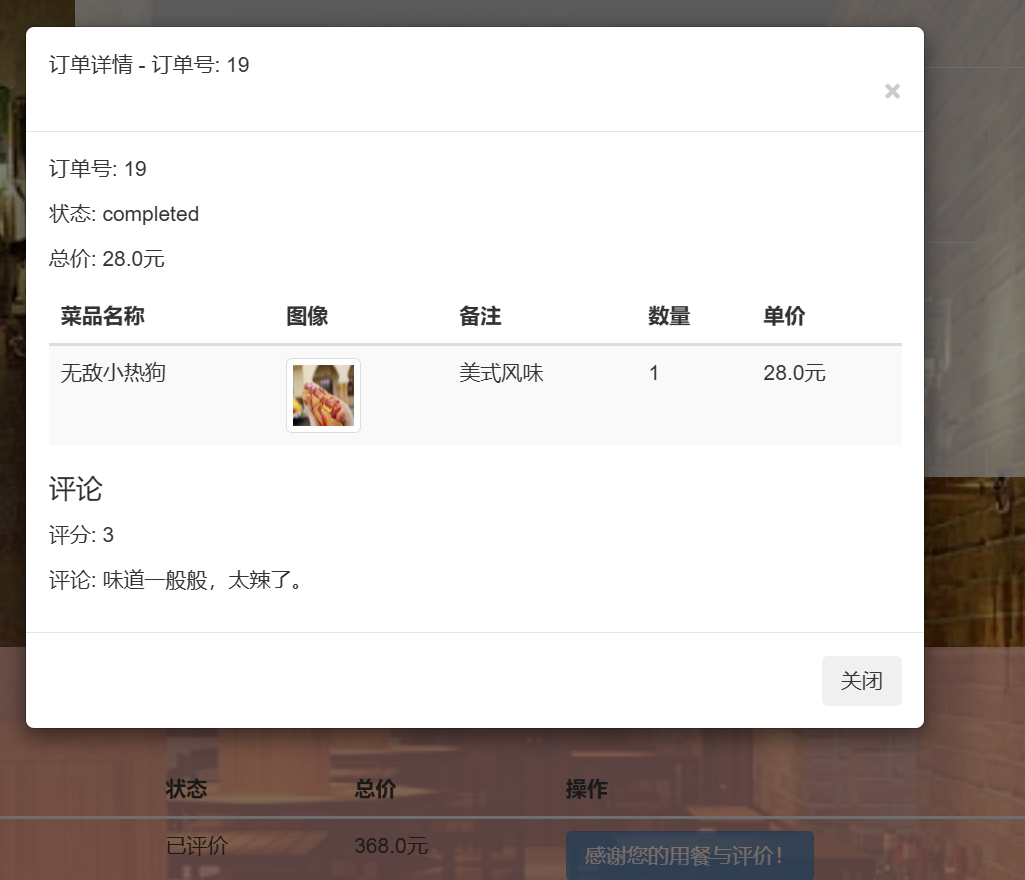 订单详情 - 订单号: 19
×
订单号: 19
状态: completed
总价: 28.0元
菜品名称 图像 备注 数量 单价
无敌小热狗 美式风味 1 28.0元
评论
评分: 3
评论: 味道一般般，太辣了。
关闭
状态 总价 操作
已评价 368.0元 感谢您的用餐与评价！